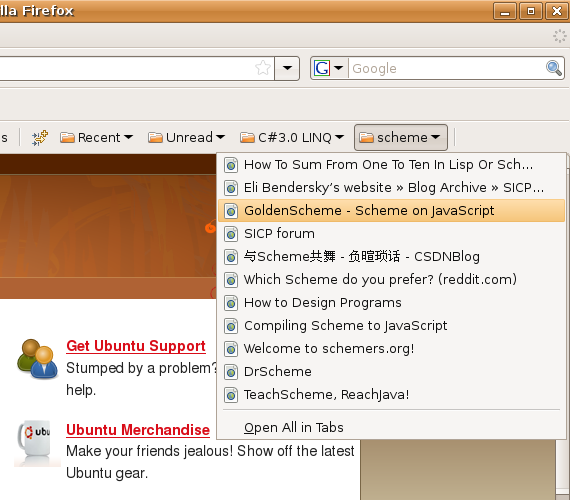 lla Firefox
Google
s
Recent
Unread
C#3.0 LINQ
scheme
How To Sum From One To Ten In Lisp Or Sch...
Eli Bendersky’s website » Blog Archive » SICP...
GoldenScheme - Scheme on JavaScript
SICP forum
与Scheme共舞 - 负暄琐话 - CSDNBlog
Which Scheme do you prefer? (reddit.com)
How to Design Programs
Compiling Scheme to JavaScript
Welcome to schemers.org!
DrScheme
TeachScheme, ReachJava!
Open All in Tabs
Get Ubuntu Support
Stumped by a problem?
help.
Ubuntu Merchandise
Make your friends jealous! Show off the latest
Ubuntu gear.